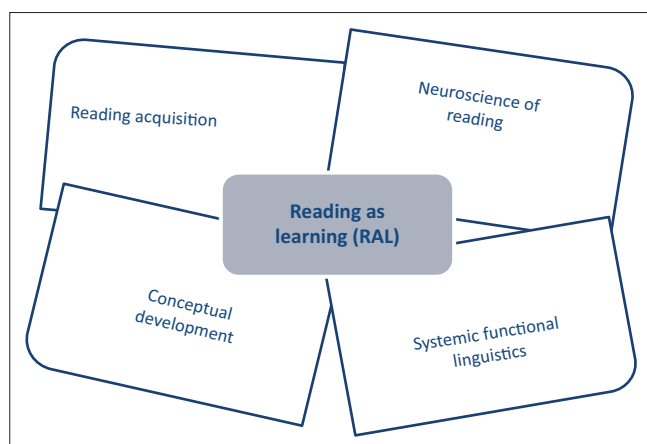 Reading acquisition
Neuroscience of
reading
Reading as
learning (RAL)
Conceptual
development
Systemic functional
linguistics